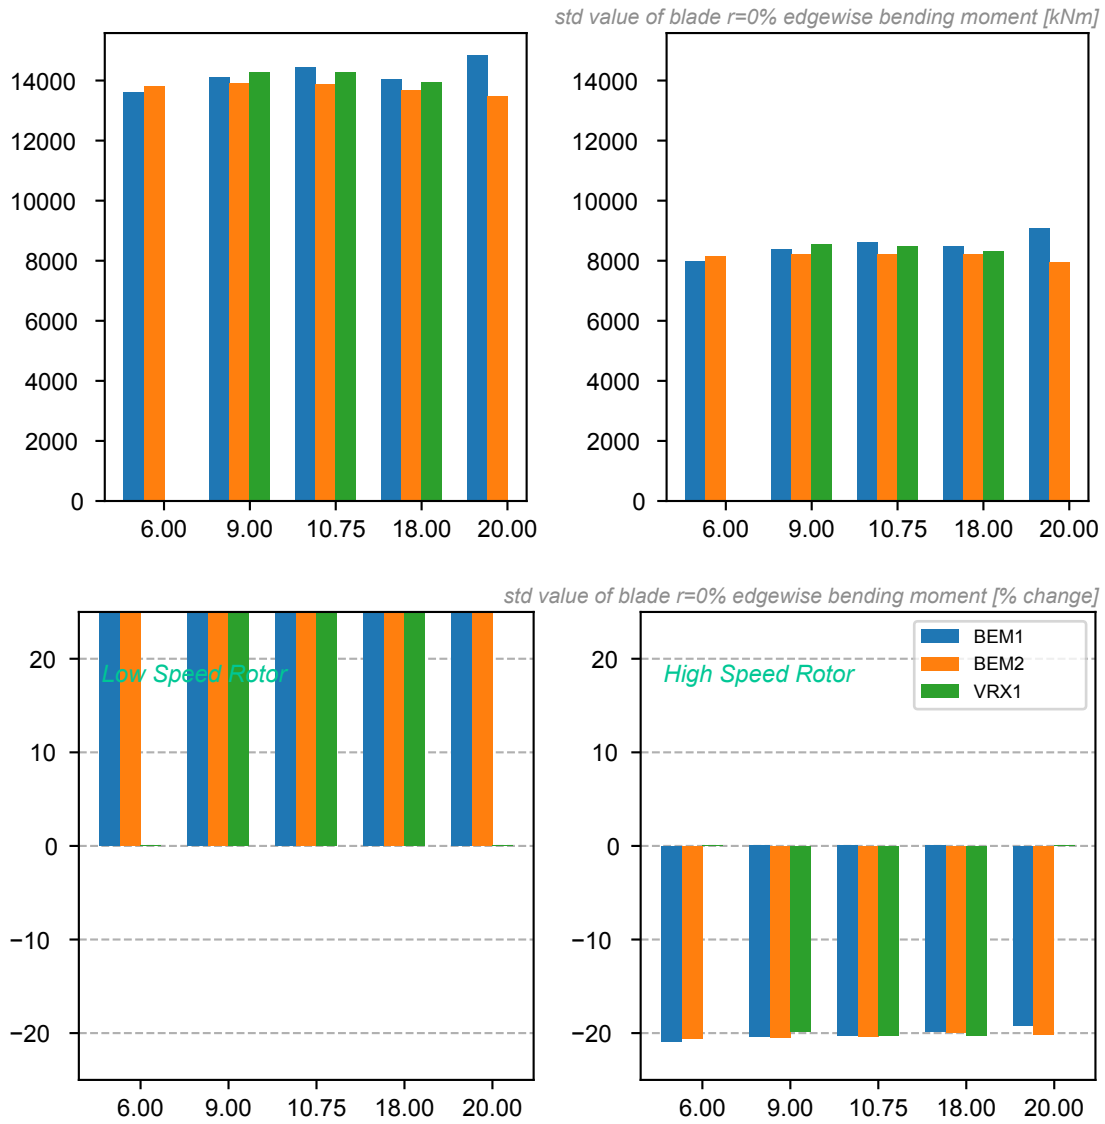 std value of blade r=0% edgewise bending moment [kNm]
14000
12000
10000
8000
6000
4000
2000
0
6.00 9.00 10.75 18.00 20.00
14000
12000
10000
8000
6000
4000
2000
0
6.00 9.00 10.75 18.00 20.00
std value of blade r=0% edgewise bending moment [% change]
Low Speed Rotor
20
10
0
−10
−20
6.00 9.00 10.75 18.00 20.00
High Speed Rotor
BEM1
BEM2
VRX1
20
10
0
−10
−20
6.00 9.00 10.75 18.00 20.00